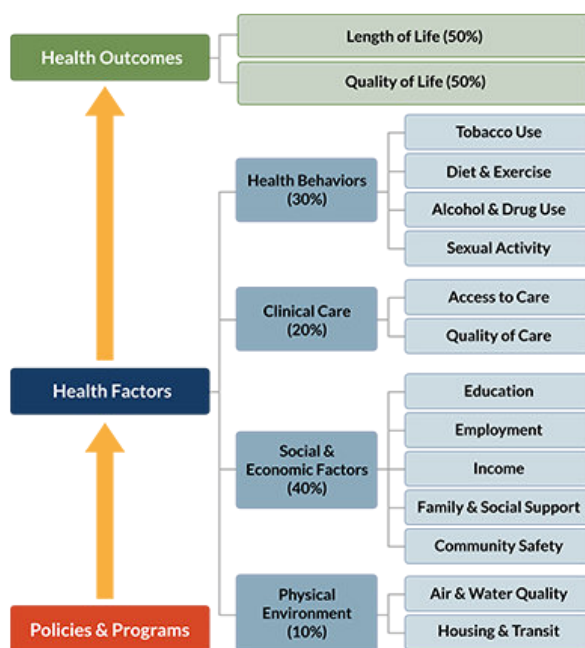 Health Outcomes
Length of Life (50%)
Quality of Life (50%)
Health Behaviors
(30%)
Tobacco Use
Diet & Exercise
Alcohol & Drug Use
Sexual Activity
Clinical Care
(20%)
Access to Care
Quality of Care
Health Factors
Social &
Economic Factors
(40%)
Education
Employment
Income
Family & Social Support
Community Safety
Physical
Environment
(10%)
Air & Water Quality
Housing & Transit
Policies & Programs